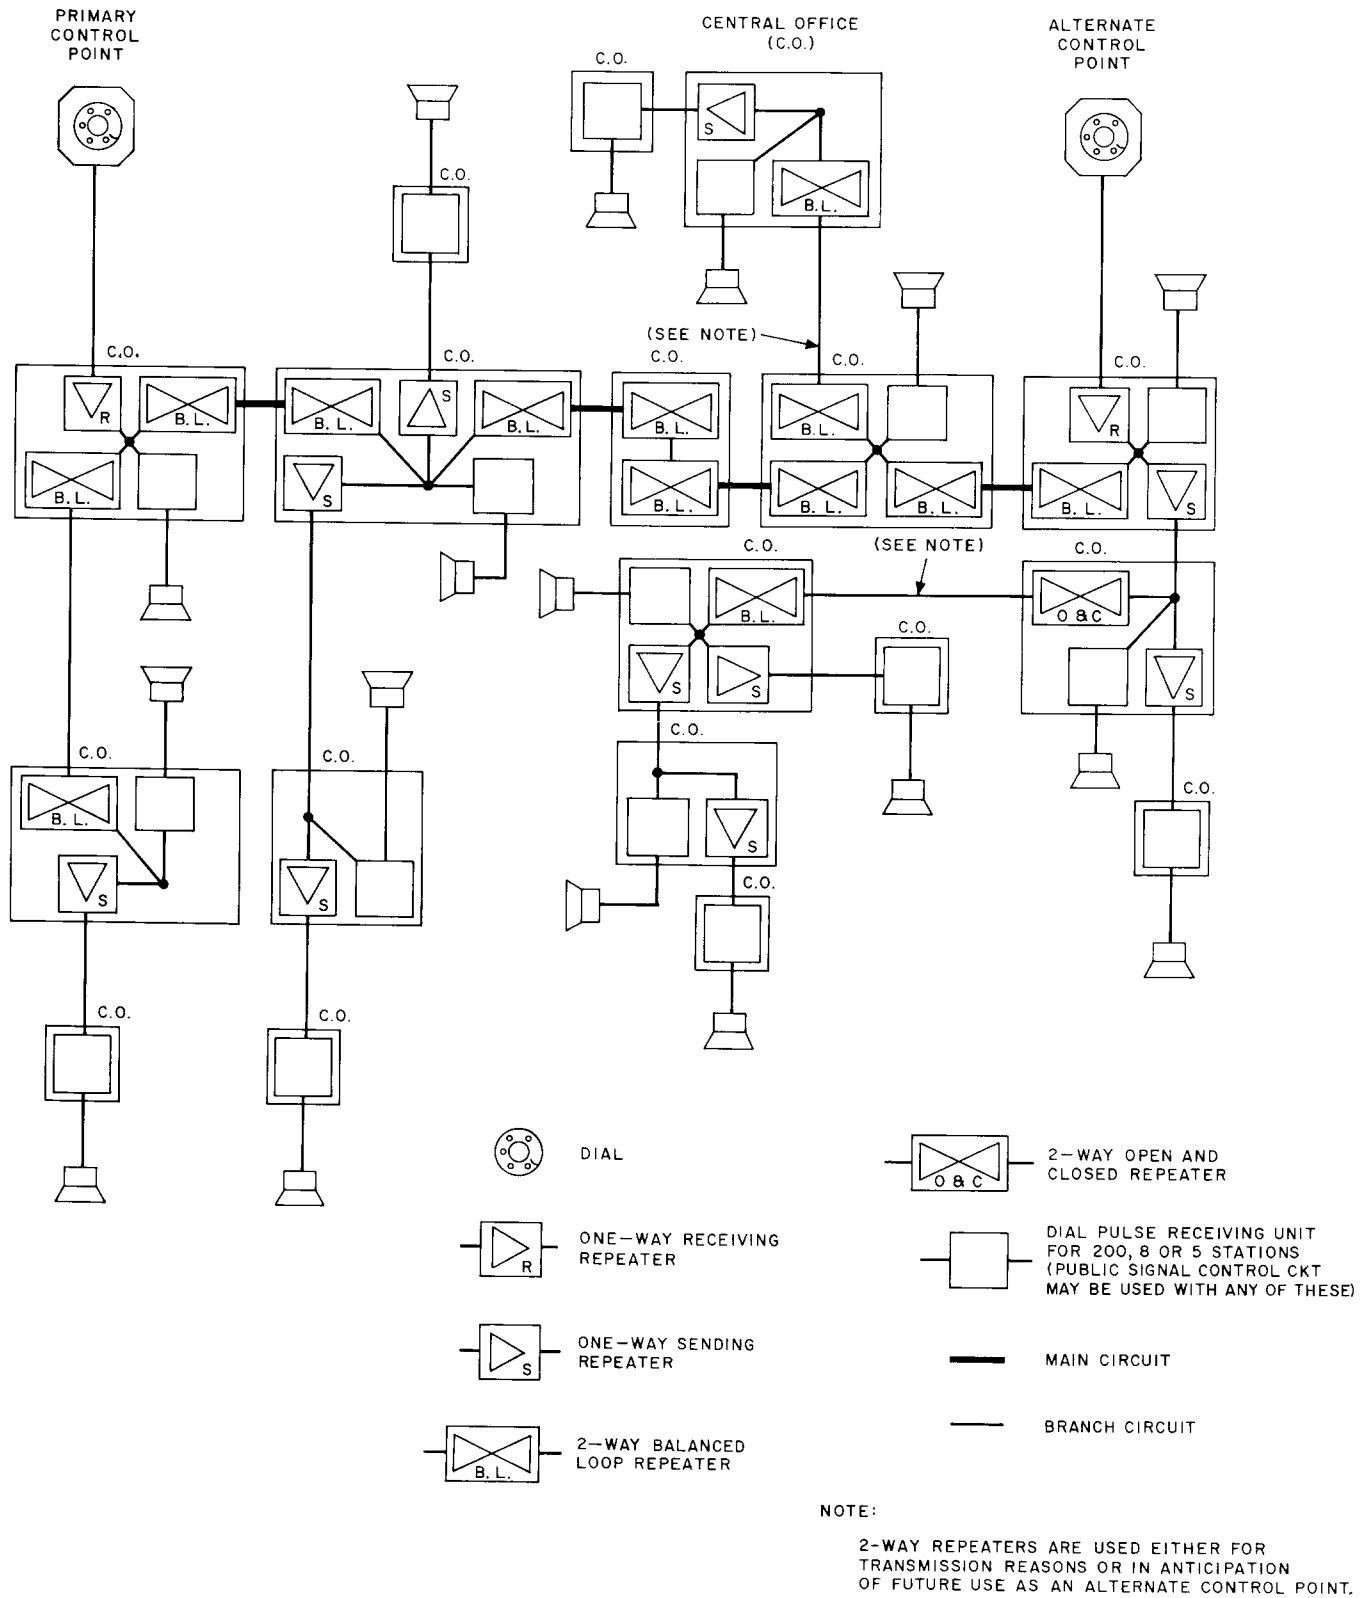 PRIMARY
CONTROL
POINT
CENTRAL OFFICE
(C.O.)
ALTERNATE
CONTROL
POINT
C.O.
S
B.L.
C.O.
(SEE NOTE)
C.O.
R
B.L.
B.L.
C.O.
B.L.
S
B.L.
S
C.O.
B.L.
B.L.
C.O.
B.L.
B.L.
B.L.
C.O.
R
B.L.
S
C.O.
B.L.
S
S
(SEE NOTE)
C.O.
O & C
S
C.O.
C.O.
S
C.O.
C.O.
C.O.
B.L.
S
C.O.
S
C.O.
C.O.
DIAL
ONE-WAY RECEIVING
REPEATER
R
ONE-WAY SENDING
REPEATER
S
2-WAY BALANCED
LOOP REPEATER
B.L.
2-WAY OPEN AND
CLOSED REPEATER
O & C
DIAL PULSE RECEIVING UNIT
FOR 200, 8 OR 5 STATIONS
(PUBLIC SIGNAL CONTROL CKT
MAY BE USED WITH ANY OF THESE)
MAIN CIRCUIT
BRANCH CIRCUIT
NOTE:
2-WAY REPEATERS ARE USED EITHER FOR
TRANSMISSION REASONS OR IN ANTICIPATION
OF FUTURE USE AS AN ALTERNATE CONTROL POINT.